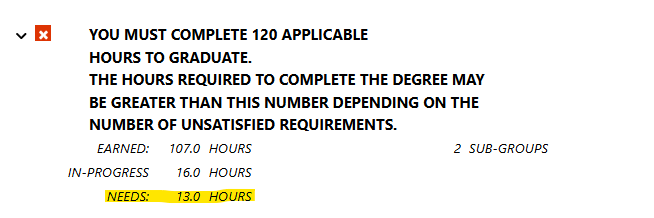 YOU MUST COMPLETE 120 APPLICABLE
HOURS TO GRADUATE.
THE HOURS REQUIRED TO COMPLETE THE DEGREE MAY
BE GREATER THAN THIS NUMBER DEPENDING ON THE
NUMBER OF UNSATISFIED REQUIREMENTS.
EARNED: 107.0 HOURS 2 SUB-GROUPS
IN-PROGRESS 16.0 HOURS
NEEDS: 13.0 HOURS